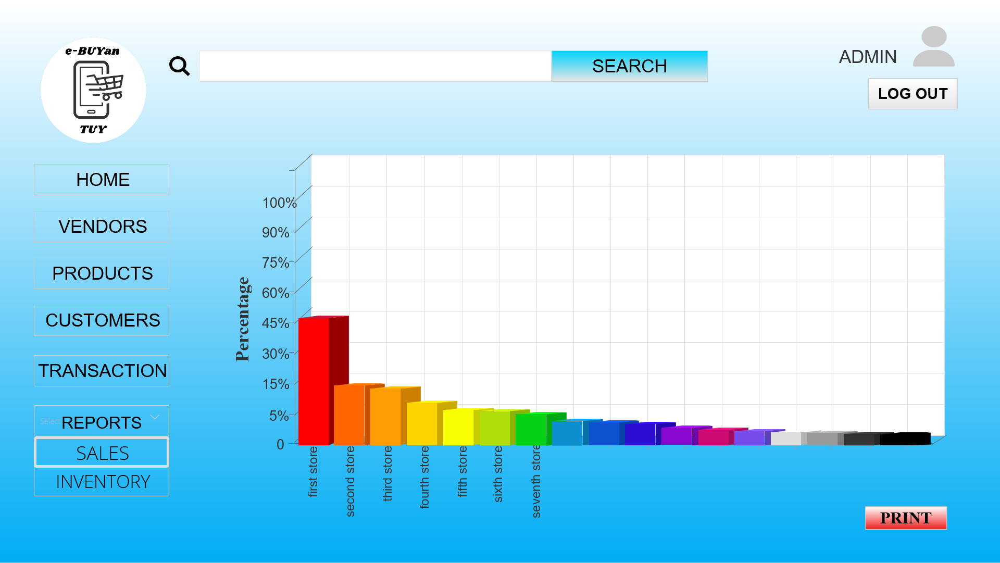 e-BUYan
TUY
SEARCH
ADMIN
LOG OUT
HOME
VENDORS
PRODUCTS
CUSTOMERS
TRANSACTION
Select
REPORTS
SALES
INVENTORY
Percentage
100%
90%
75%
60%
45%
30%
15%
5%
0
first store
second store
third store
fourth store
fifth store
sixth store
seventh store
PRINT